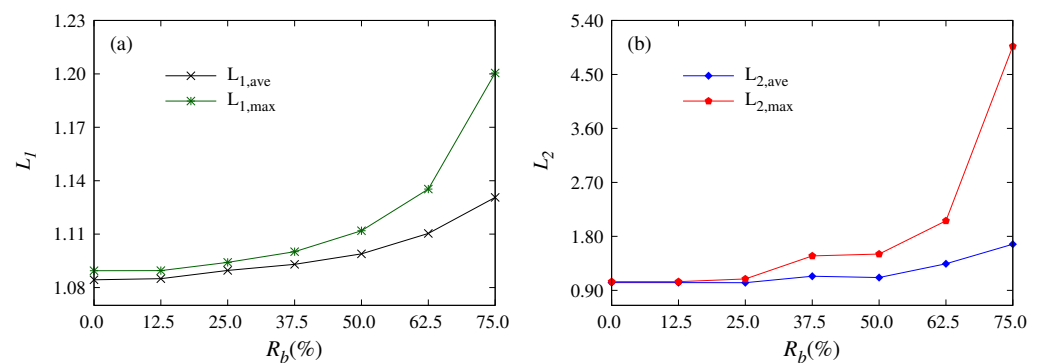 (a)
L1,ave
L1,max
1.23
1.20
1.17
1.14
1.11
1.08
L1
0.0 12.5 25.0 37.5 50.0 62.5 75.0
Rb(%)
(b)
L2,ave
L2,max
5.40
4.50
3.60
2.70
1.80
0.90
L2
0.0 12.5 25.0 37.5 50.0 62.5 75.0
Rb(%)